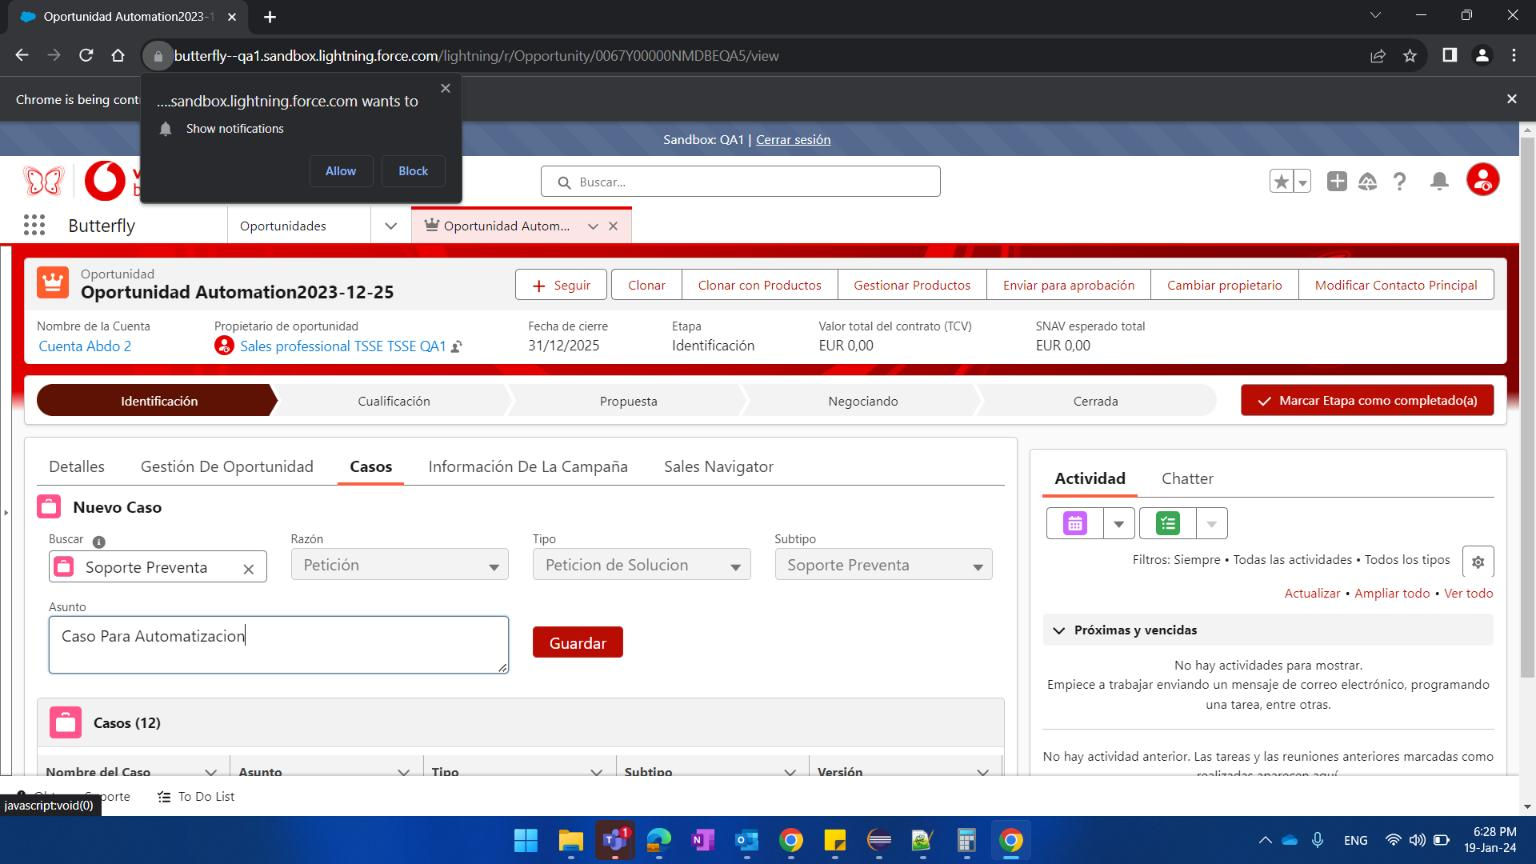 Oportunidad Automation2023-1
butterfly--qa1.sandbox.lightning.force.com/lightning/r/Opportunity/0067Y00000NMDBEQA5/view
Chrome is being cont
....sandbox.lightning.force.com wants to
Show notifications
Allow
Block
Sandbox: QA1 | Cerrar sesión
Buscar...
Butterfly
Oportunidades
Oportunidad Autom...
Oportunidad
Oportunidad Automation2023-12-25
Seguir
Clonar
Clonar con Productos
Gestionar Productos
Enviar para aprobación
Cambiar propietario
Modificar Contacto Principal
Nombre de la Cuenta
Cuenta Abdo 2
Propietario de oportunidad
Sales professional TSSE TSSE QA1
Fecha de cierre
31/12/2025
Etapa
Identificación
Valor total del contrato (TCV)
EUR 0,00
SNAV esperado total
EUR 0,00
Identificación
Cualificación
Propuesta
Negociando
Cerrada
Marcar Etapa como completado(a)
Detalles
Gestión De Oportunidad
Casos
Información De La Campaña
Sales Navigator
Nuevo Caso
Buscar
Soporte Preventa
Razón
Petición
Tipo
Peticion de Solucion
Subtipo
Soporte Preventa
Asunto
Caso Para Automatizacion
Guardar
Casos (12)
Nombre del Caso
Asunto
Tipo
Subtipo
Versión
Actividad
Chatter
Filtros: Siempre • Todas las actividades • Todos los tipos
Actualizar • Ampliar todo • Ver todo
Próximas y vencidas
No hay actividades para mostrar.
Empiece a trabajar enviando un mensaje de correo electrónico, programando
una tarea, entre otras.
No hay actividad anterior. Las tareas y las reuniones anteriores marcadas como
realizadas aparecen aquí.
To Do List
javascript:void(0)
1
ENG
6:28 PM
19-Jan-24